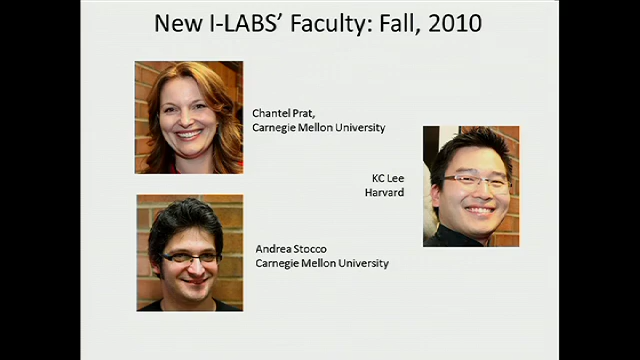 New I-LABS' Faculty: Fall, 2010
Chantel Prat,
Carnegie Mellon University
KC Lee
Harvard
Andrea Stocco
Carnegie Mellon University